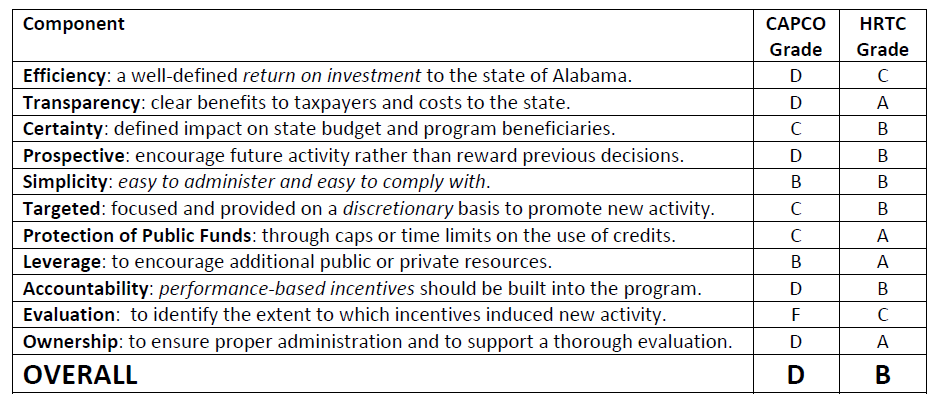 Component CAPCO Grade HRTC Grade
Efficiency: a well-defined return on investment to the state of Alabama. D C
Transparency: clear benefits to taxpayers and costs to the state. D A
Certainty: defined impact on state budget and program beneficiaries. C B
Prospective: encourage future activity rather than reward previous decisions. D B
Simplicity: easy to administer and easy to comply with. B B
Targeted: focused and provided on a discretionary basis to promote new activity. C B
Protection of Public Funds: through caps or time limits on the use of credits. C A
Leverage: to encourage additional public or private resources. B A
Accountability: performance-based incentives should be built into the program. D B
Evaluation: to identify the extent to which incentives induced new activity. F C
Ownership: to ensure proper administration and to support a thorough evaluation. D A
OVERALL D B